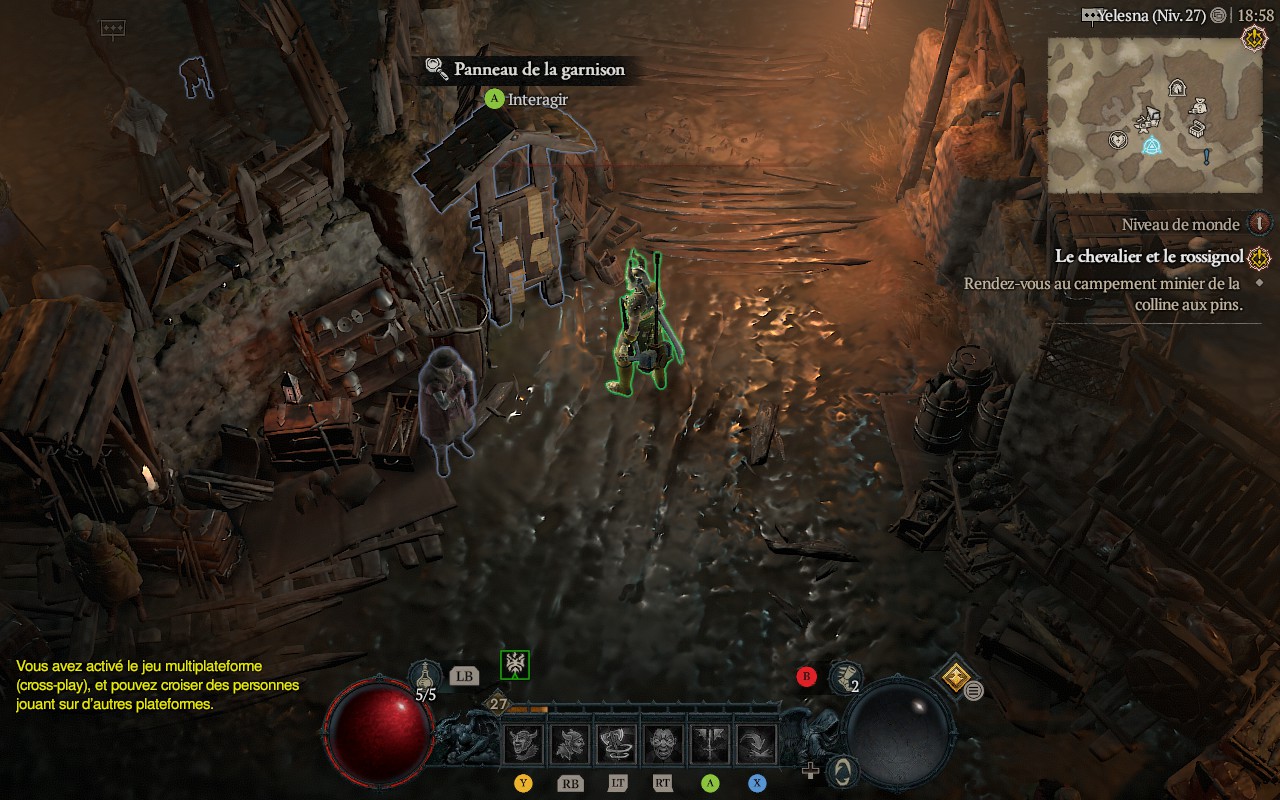 Yelesna (Niv. 27) 18:58
Panneau de la garnison
A Interagir
Niveau de monde
Le chevalier et le rossignol
Rendez-vous au campement minier de la
colline aux pins.
Vous avez activé le jeu multiplateforme
(cross-play), et pouvez croiser des personnes
jouant sur d'autres plateformes.
5/5
LB
B
2
27
Y RB LT RT A X